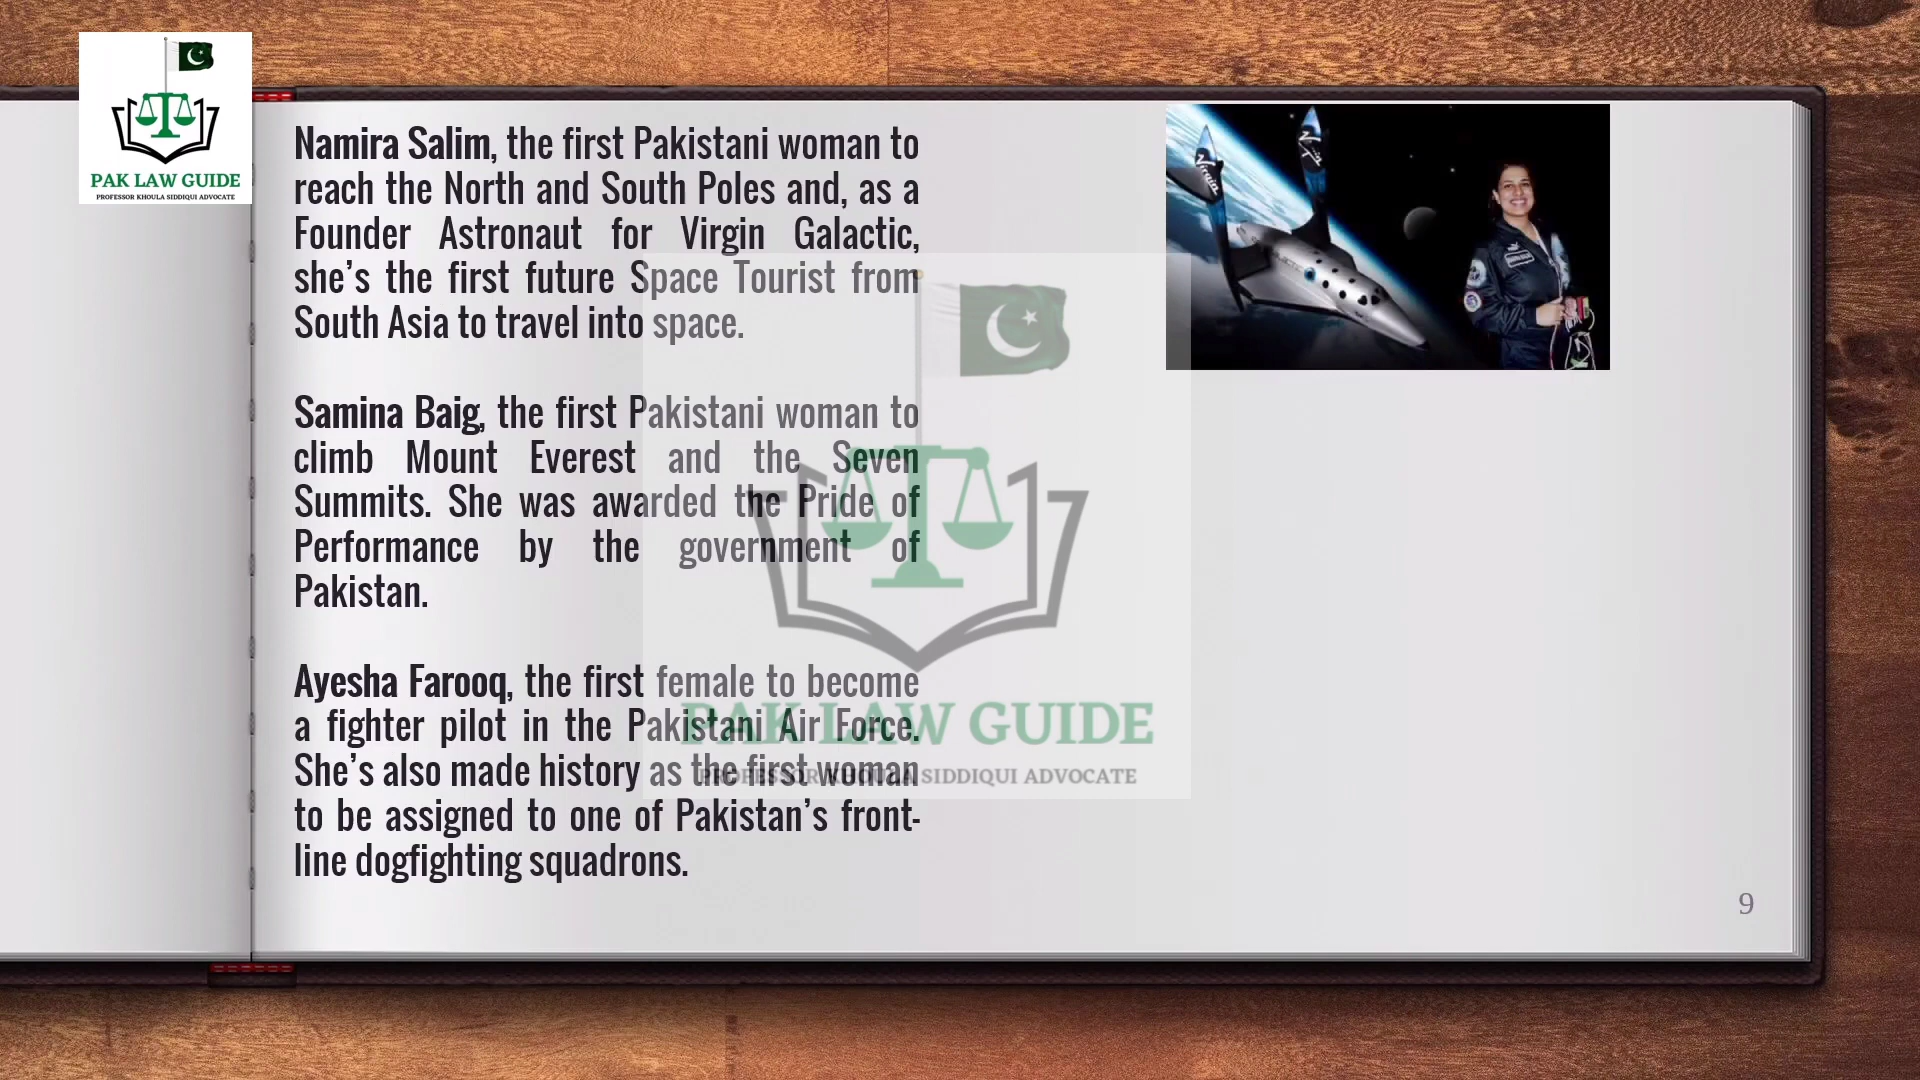 PAK LAW GUIDE
PROFESSOR KHOULA SIDDIQUI ADVOCATE
Namira Salim, the first Pakistani woman to
reach the North and South Poles and, as a
Founder Astronaut for Virgin Galactic,
she’s the first future Space Tourist from
South Asia to travel into space.
Samina Baig, the first Pakistani woman to
climb Mount Everest and the Seven
Summits. She was awarded the Pride of
Performance by the government of
Pakistan.
Ayesha Farooq, the first female to become
a fighter pilot in the Pakistani Air Force.
She’s also made history as the first woman
to be assigned to one of Pakistan’s front-
line dogfighting squadrons.
PAK LAW GUIDE
PROFESSOR KHOULA SIDDIQUI ADVOCATE
Virgin
9